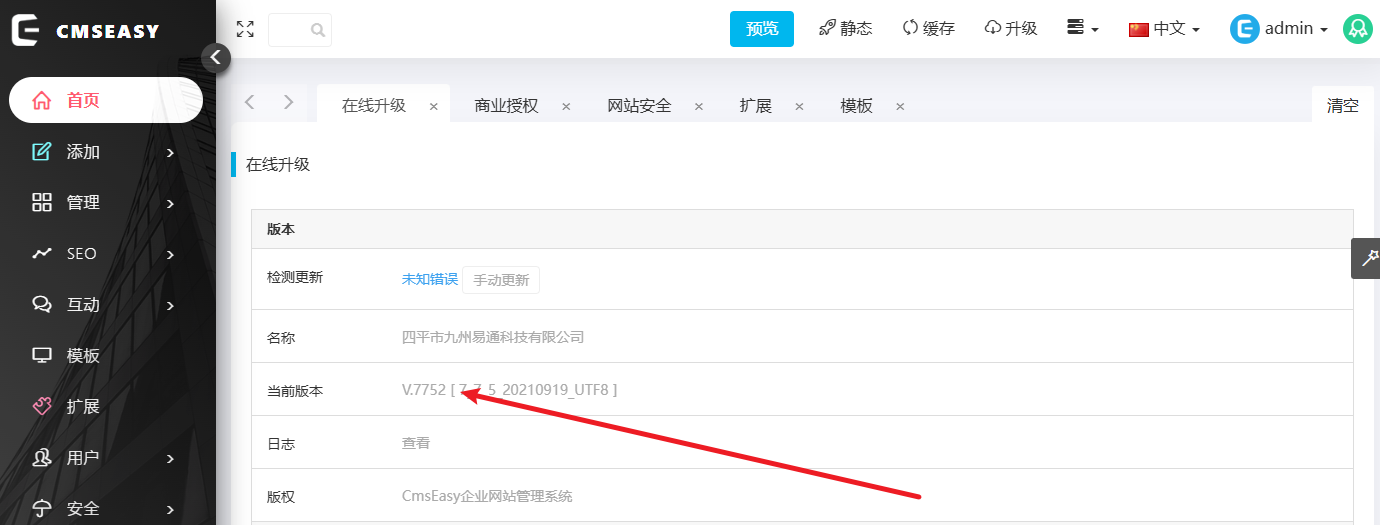 CMSEASY
预览
静态
缓存
升级
中文
admin
首页
添加
管理
SEO
互动
模板
扩展
用户
安全
在线升级 ×
商业授权 ×
网站安全 ×
扩展 ×
模板 ×
清空
在线升级
版本
检测更新 未知错误 手动更新
名称 四平市九州易通科技有限公司
当前版本 V.7752 [ 7_7_5_20210919_UTF8 ]
日志 查看
版权 CmsEasy企业网站管理系统